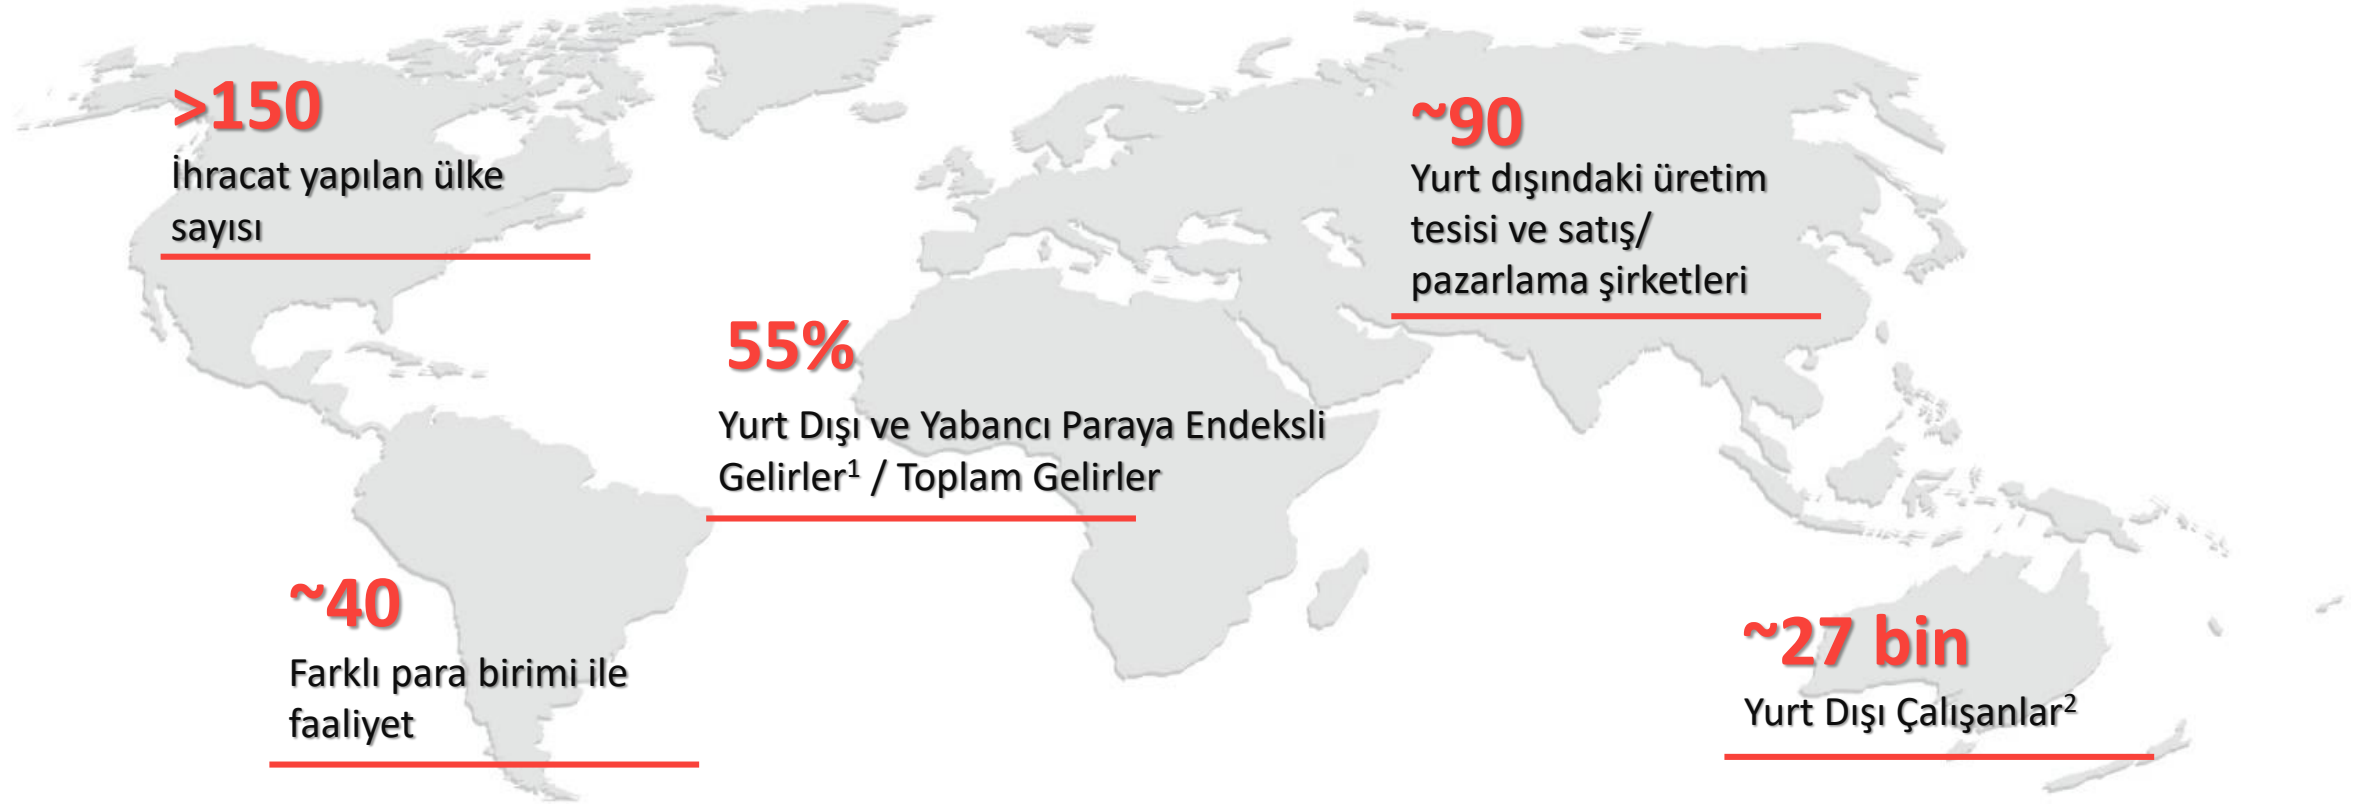 >150
İhracat yapılan ülke
sayısı
~90
Yurt dışındaki üretim
tesisi ve satış/
pazarlama şirketleri
55%
Yurt Dışı ve Yabancı Paraya Endeksli
Gelirler¹ / Toplam Gelirler
~40
Farklı para birimi ile
faaliyet
~27 bin
Yurt Dışı Çalışanlar²